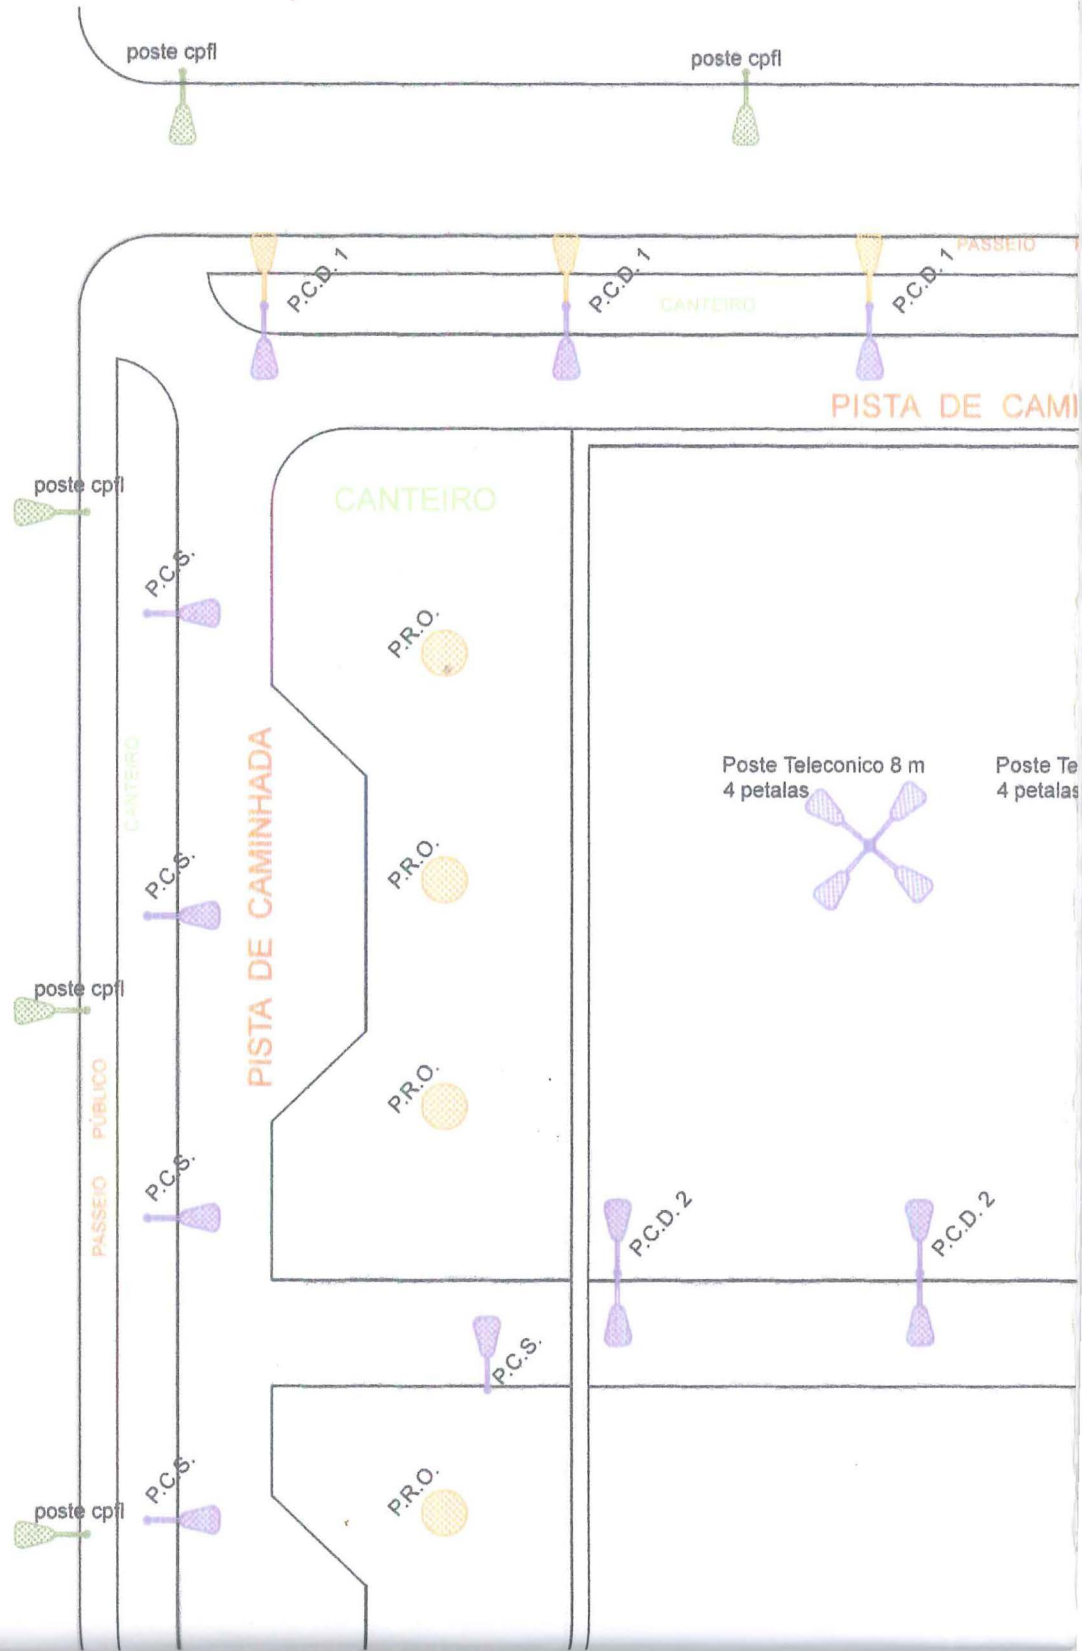 poste cpfl
poste cpfl
P.C.D. 1
P.C.D. 1
P.C.D. 1
PASSEIO
CANTEIRO
PISTA DE CAMI
poste cpfl
CANTEIRO
P.C.S.
P.R.O.
CANTEIRO
PISTA DE CAMINHADA
Poste Teleconico 8 m
4 petalas
Poste Te
4 petalas
P.C.S.
P.R.O.
poste cpfl
PASSEIO PÚBLICO
P.R.O.
P.C.S.
P.C.D. 2
P.C.D. 2
P.C.S.
P.C.S.
P.R.O.
poste cpfl